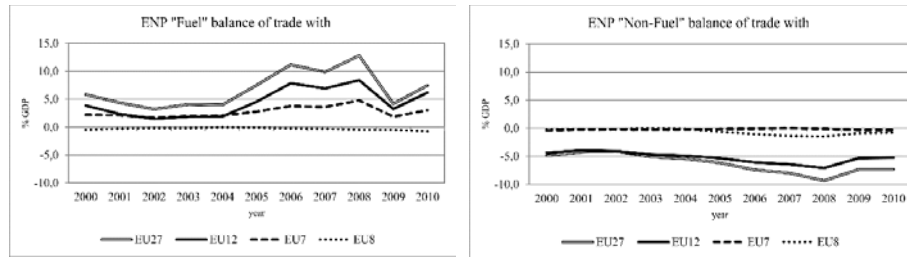 ENP "Fuel" balance of trade with
15,0
10,0
5,0
0,0
-5,0
-10,0
% GDP
2000 2001 2002 2003 2004 2005 2006 2007 2008 2009 2010
year
EU27 EU12 EU7 EU8
ENP "Non-Fuel" balance of trade with
15,0
10,0
5,0
0,0
-5,0
-10,0
% GDP
2000 2001 2002 2003 2004 2005 2006 2007 2008 2009 2010
year
EU27 EU12 EU7 EU8